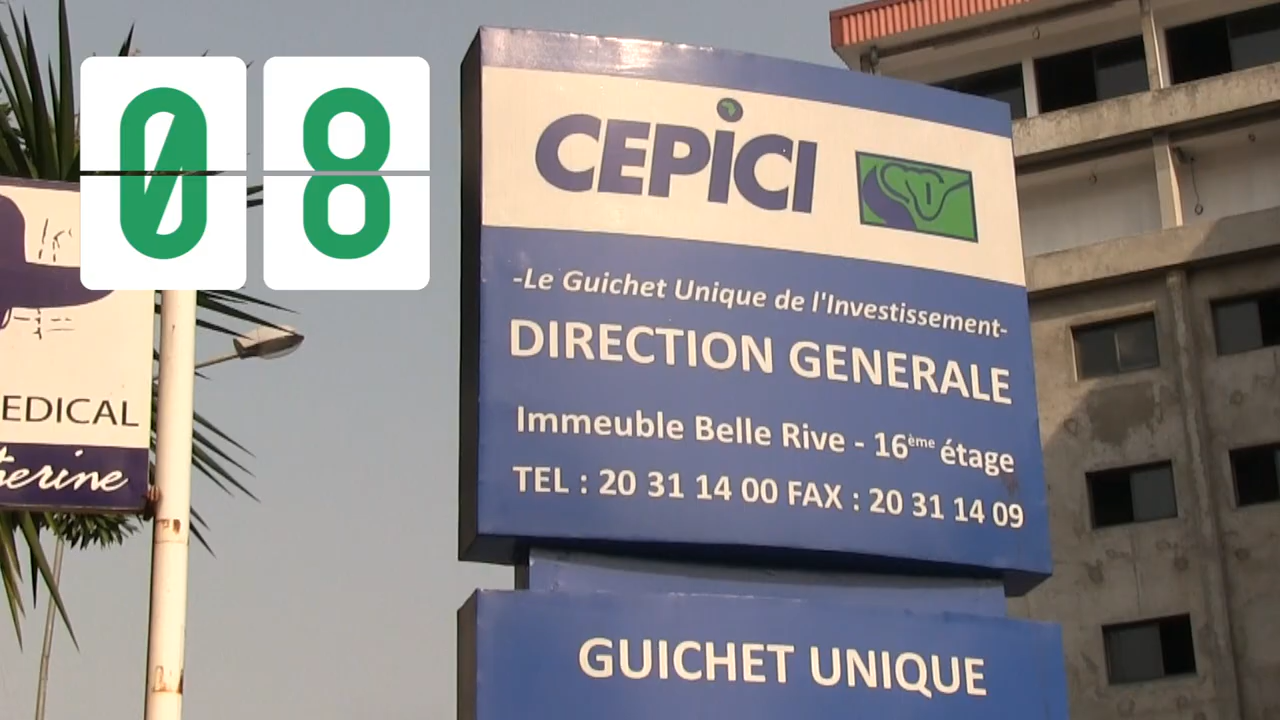 08
CEPICI
-Le Guichet Unique de l'Investissement-
DIRECTION GENERALE
Immeuble Belle Rive - 16ème étage
TEL : 20 31 14 00 FAX : 20 31 14 09
GUICHET UNIQUE
EDICAL
erine